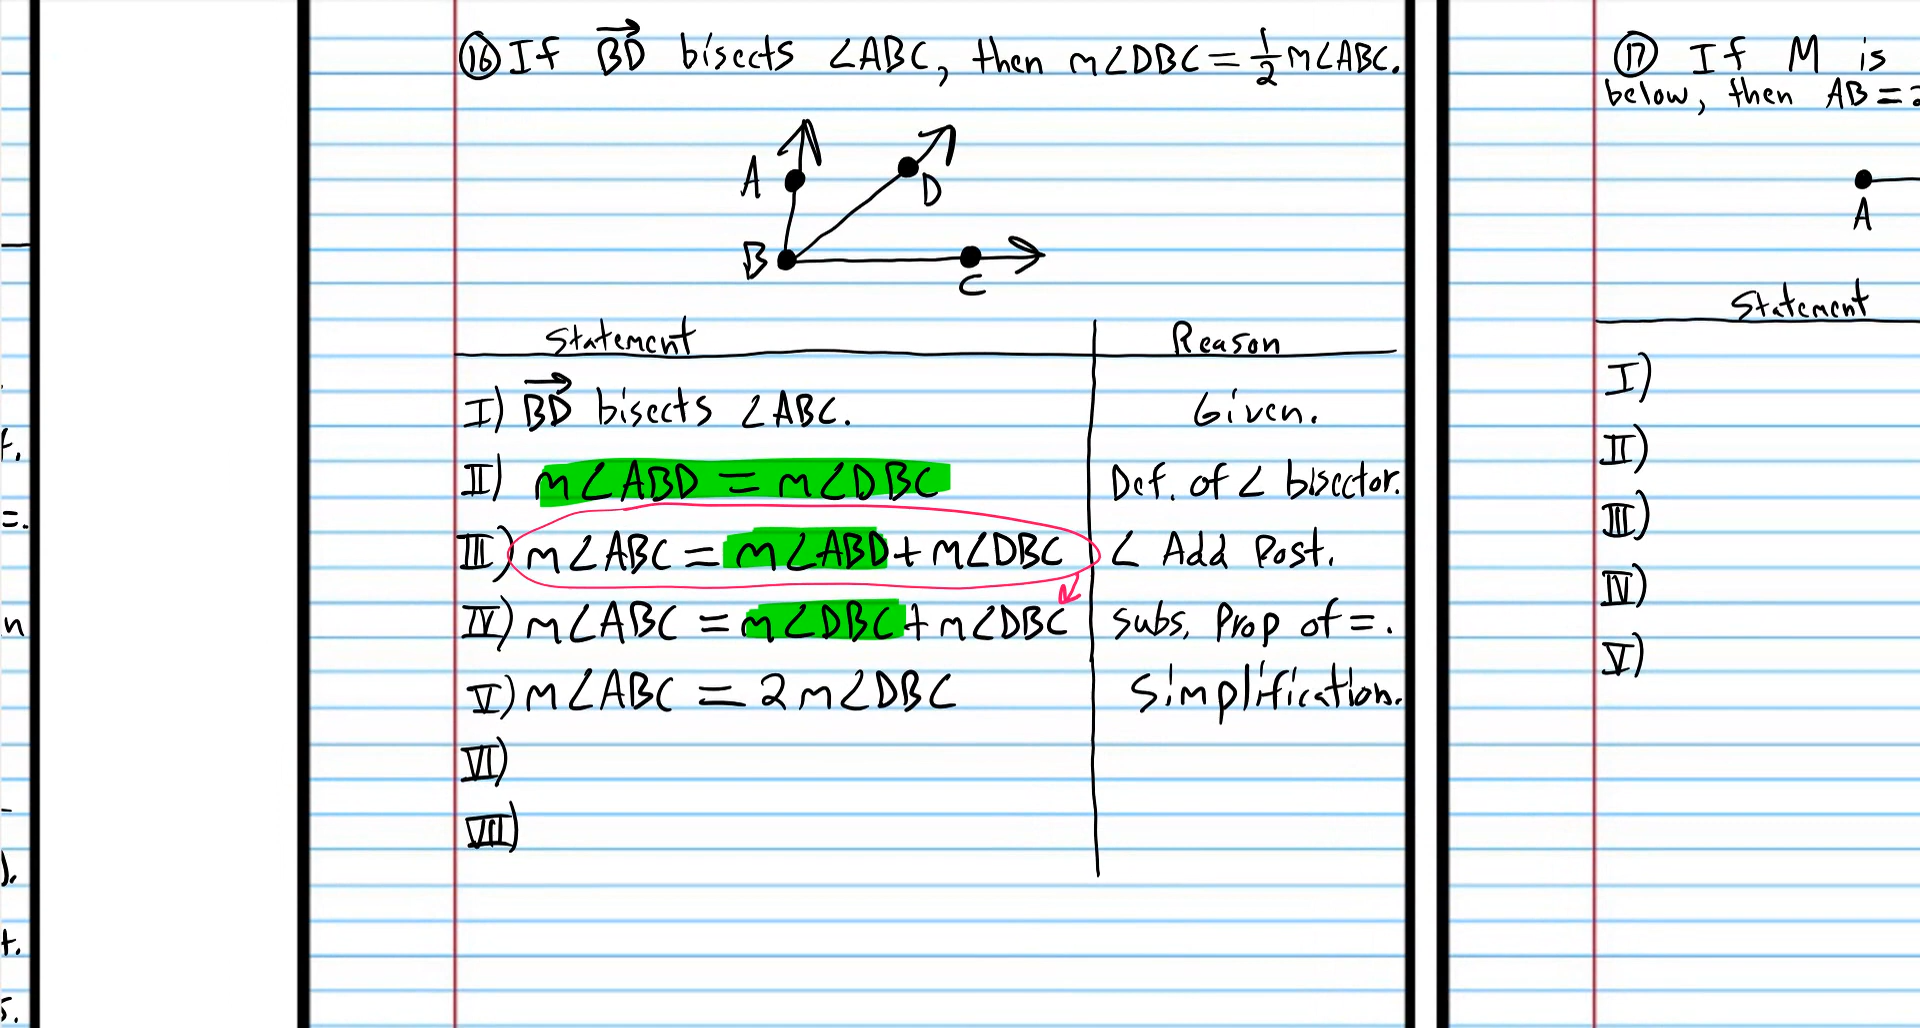 ⑯ If BD bisects ∠ABC, then m∠DBC = 1/2 m∠ABC.
A
D
B
C
Statement Reason
I) BD bisects ∠ABC. Given.
II) m∠ABD = m∠DBC Def. of ∠ bisector.
III) m∠ABC = m∠ABD + m∠DBC ∠ Add Post.
IV) m∠ABC = m∠DBC + m∠DBC subs. Prop of =.
V) m∠ABC = 2m∠DBC Simplification.
VI)
VII)
⑰ If M is
below, then AB =
A
Statement
I)
II)
III)
IV)
V)
=.
n
).
t.
s.